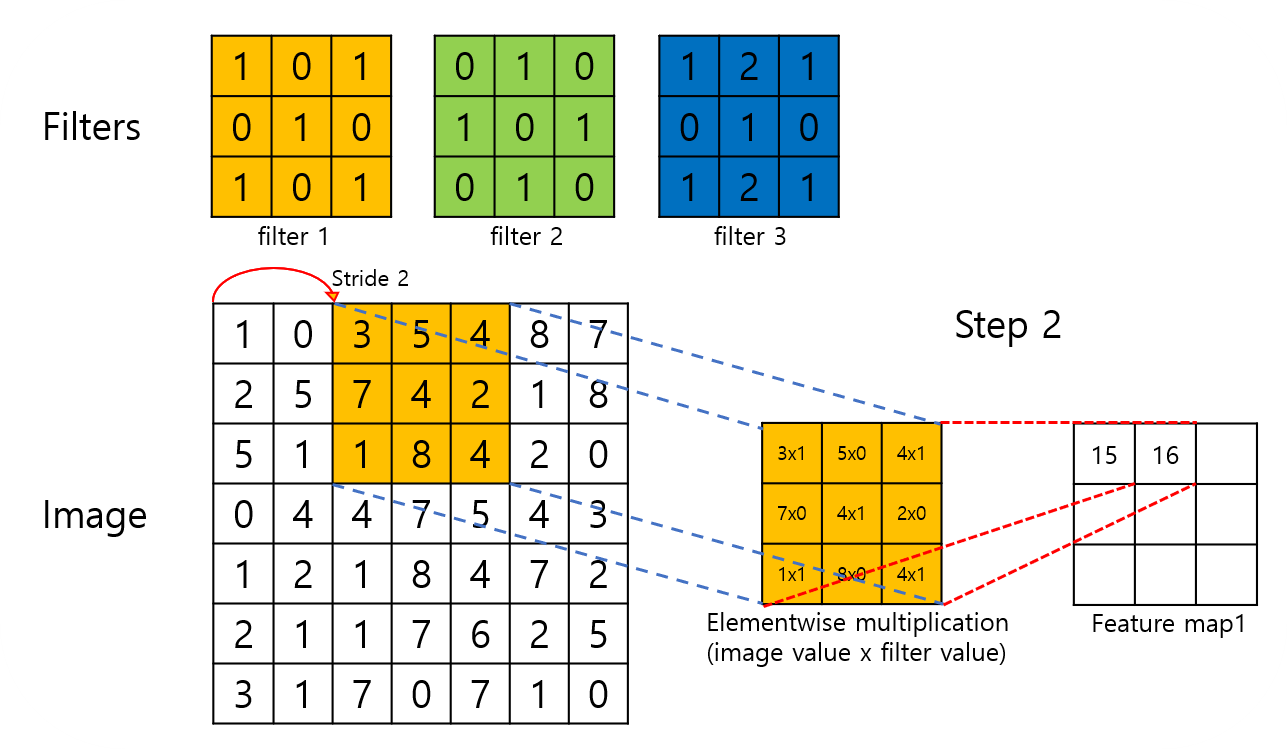 1 0 1
0 1 0
1 0 1
filter 1
0 1 0
1 0 1
0 1 0
filter 2
1 2 1
0 1 0
1 2 1
filter 3
Filters
Stride 2
1 0 3 5 4 8 7
2 5 7 4 2 1 8
5 1 1 8 4 2 0
0 4 4 7 5 4 3
1 2 1 8 4 7 2
2 1 1 7 6 2 5
3 1 7 0 7 1 0
Image
Step 2
3x1 5x0 4x1
7x0 4x1 2x0
1x1 8x0 4x1
Elementwise multiplication
(image value x filter value)
15 16
Feature map1